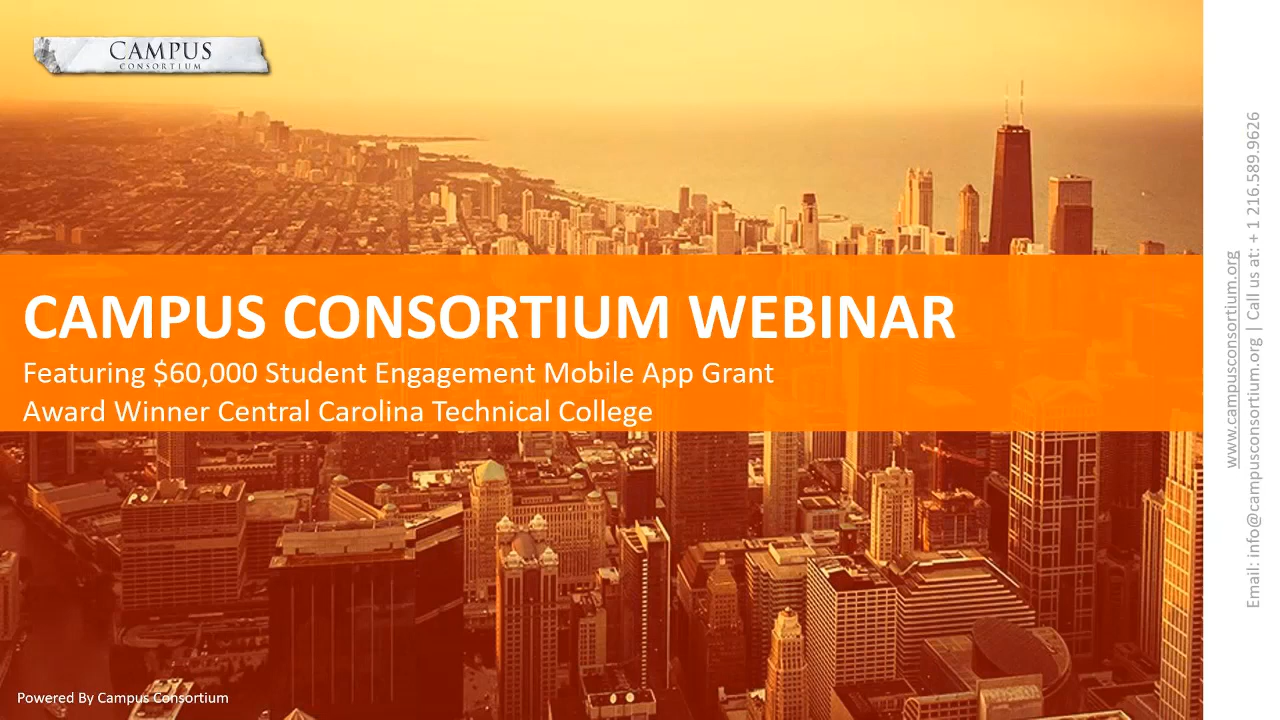 CAMPUS
CONSORTIUM
CAMPUS CONSORTIUM WEBINAR
Featuring $60,000 Student Engagement Mobile App Grant
Award Winner Central Carolina Technical College
Powered By Campus Consortium
www.campusconsortium.org
Email: info@campusconsortium.org | Call us at: + 1 216.589.9626